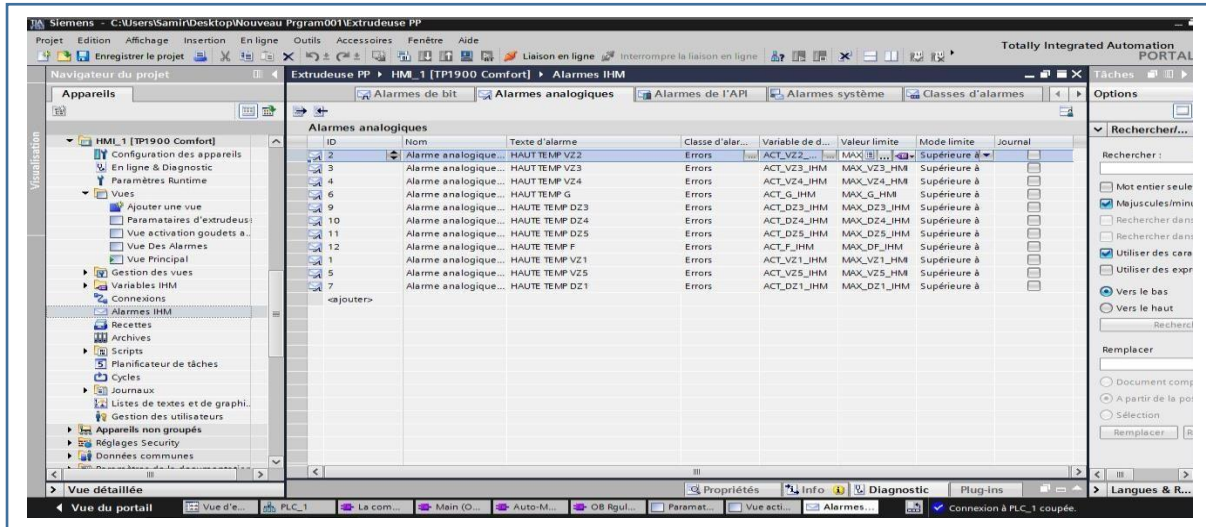 Siemens - C:\Users\Samir\Desktop\Nouveau Prgram001\Extrudeuse PP
Projet Edition Affichage Insertion En ligne Outils Accessoires Fenêtre Aide
Totally Integrated Automation
PORTAL
Enregistrer le projet
Liaison en ligne
Interrompre la liaison en ligne
Navigateur du projet
Extrudeuse PP HMI_1 [TP1900 Comfort] Alarmes IHM
Tâches
Appareils
Alarmes de bit Alarmes analogiques Alarmes de l'API Alarmes système Classes d'alarmes
Options
Visualisation
HMI_1 [TP1900 Comfort]
Configuration des appareils
En ligne & Diagnostic
Paramètres Runtime
Vues
Ajouter une vue
Paramataires d'extrudeus
Vue activation goudets a..
Vue Des Alarmes
Vue Principal
Gestion des vues
Variables IHM
Connexions
Alarmes IHM
Recettes
Archives
Scripts
Planificateur de tâches
Cycles
Journaux
Listes de textes et de graphi..
Gestion des utilisateurs
Appareils non groupés
Réglages Security
Données communes
Vue détaillée
Alarmes analogiques
ID Nom Texte d'alarme Classe d'alar... Variable de d... Valeur limite Mode limite Journal
2 Alarme analogique... HAUT TEMP VZ2 Errors ACT_VZ2_... MAX ... Supérieure à
3 Alarme analogique... HAUT TEMP VZ3 Errors ACT_VZ3_IHM MAX_VZ3_HMI Supérieure à
4 Alarme analogique... HAUT TEMP VZ4 Errors ACT_VZ4_IHM MAX_VZ4_HMI Supérieure à
6 Alarme analogique... HAUT TEMP G Errors ACT_G_IHM MAX_G_HMI Supérieure à
9 Alarme analogique... HAUTE TEMP DZ3 Errors ACT_DZ3_IHM MAX_DZ3_IHM Supérieure à
10 Alarme analogique... HAUTE TEMP DZ4 Errors ACT_DZ4_IHM MAX_DZ4_IHM Supérieure à
11 Alarme analogique... HAUTE TEMP DZ5 Errors ACT_DZ5_IHM MAX_DZ5_IHM Supérieure à
12 Alarme analogique... HAUTE TEMP F Errors ACT_F_IHM MAX_DF_IHM Supérieure à
1 Alarme analogique... HAUTE TEMP VZ1 Errors ACT_VZ1_IHM MAX_VZ1_HMI Supérieure à
5 Alarme analogique... HAUTE TEMP VZ5 Errors ACT_VZ5_IHM MAX_VZ5_HMI Supérieure à
7 Alarme analogique... HAUTE TEMP DZ1 Errors ACT_DZ1_IHM MAX_DZ1_IHM Supérieure à
<ajouter>
Rechercher/...
Rechercher :
Mot entier seule
Majuscules/minu
Rechercher dans
Rechercher dans
Utiliser des cara
Utiliser des expr
Vers le bas
Vers le haut
Recherc
Remplacer
Document comp
A partir de la po
Sélection
Remplacer R
Langues & R...
Propriétés Info Diagnostic Plug-ins
Vue du portail Vue d'e... PLC_1 La com... Main (O... Auto-M... OB Rgul... Paramat... Vue acti... Alarmes... Connexion à PLC_1 coupée.